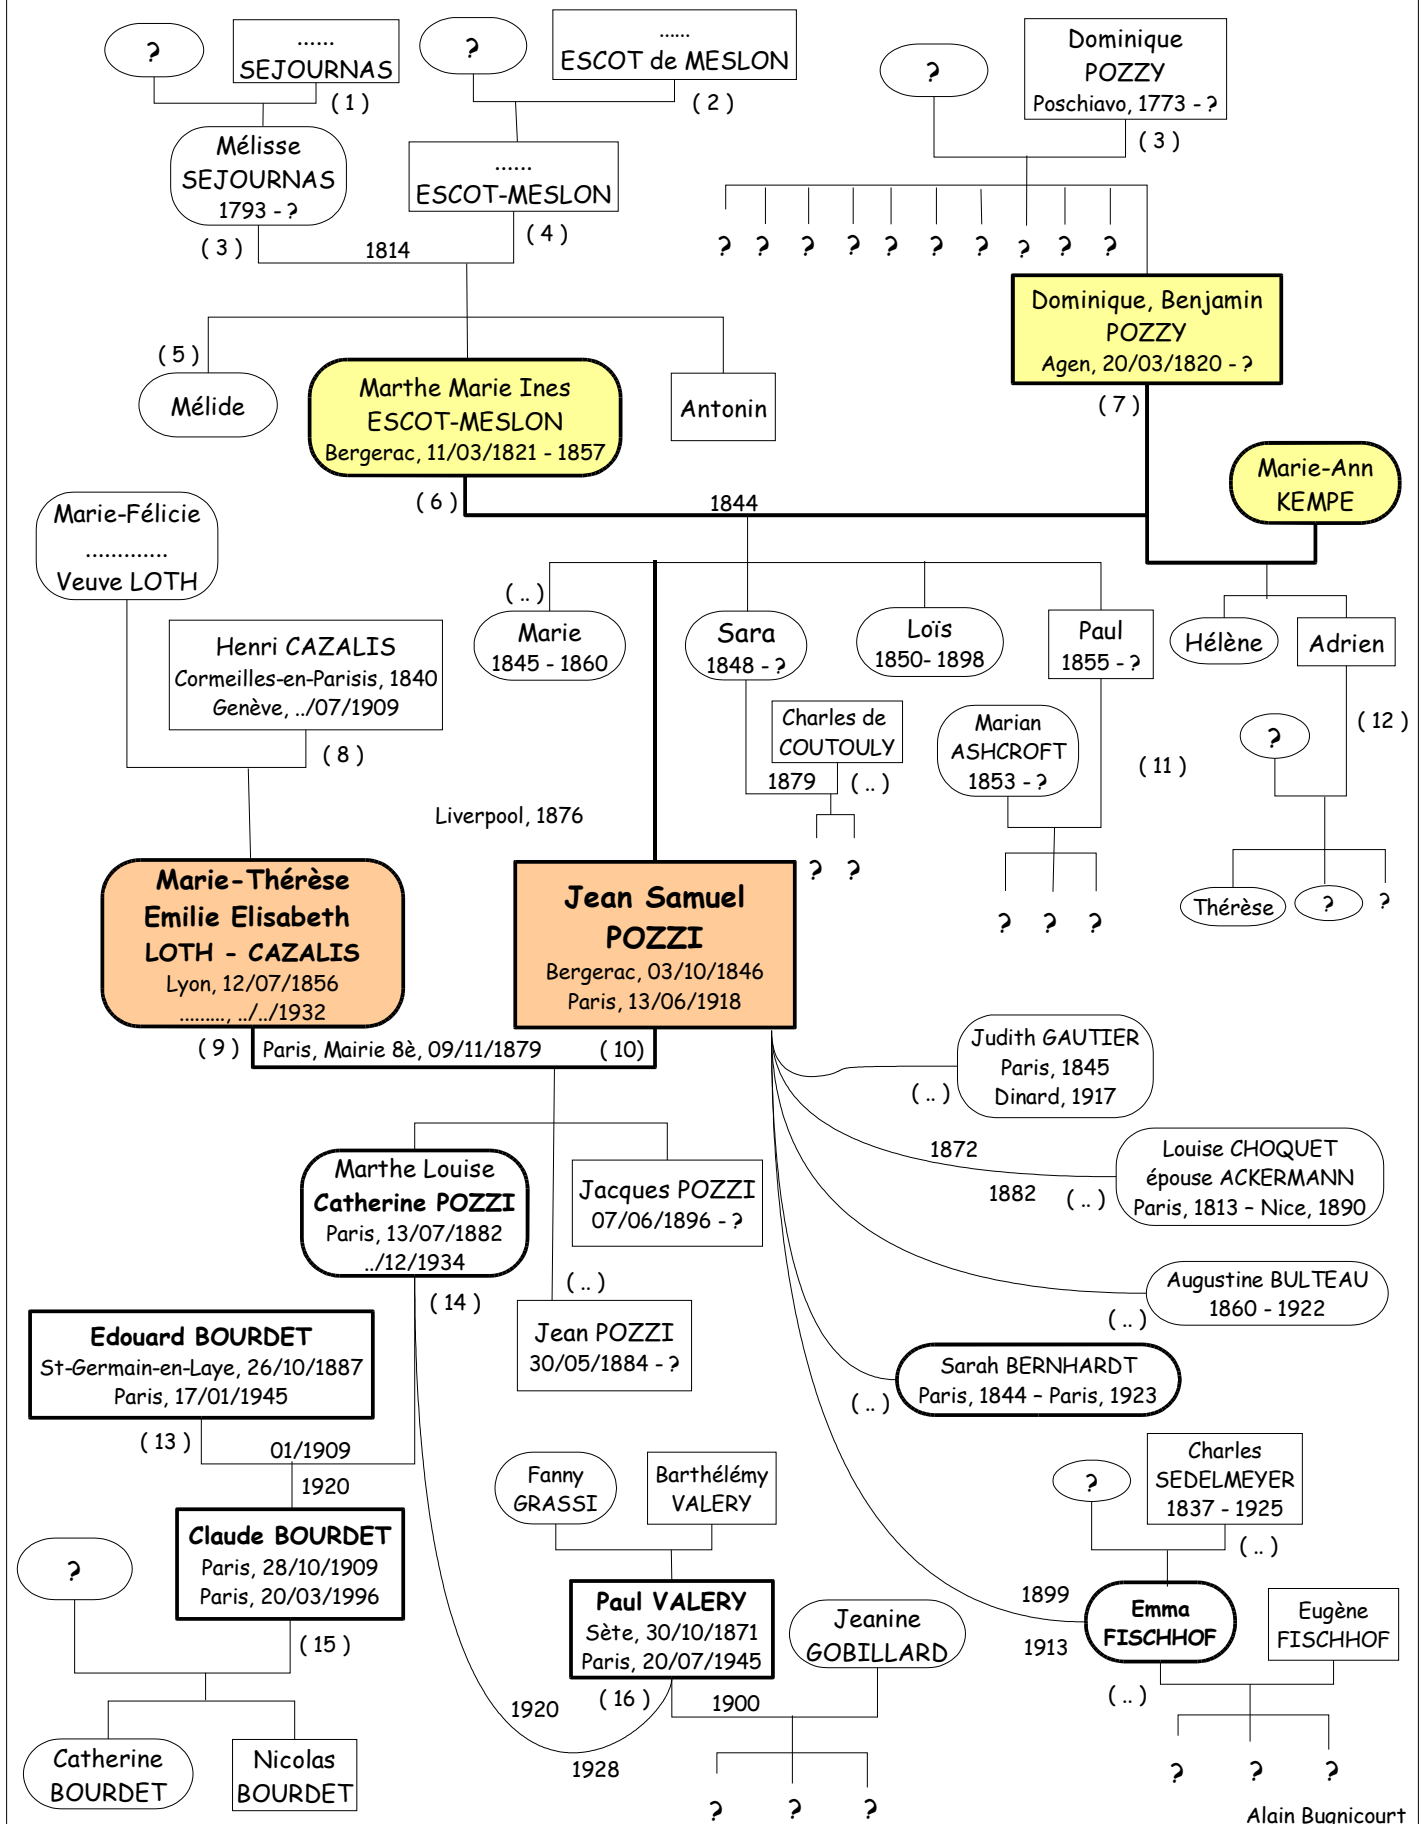 ?
......
SEJOURNAS
( 1 )
?
......
ESCOT de MESLON
( 2 )
?
Dominique
POZZY
Poschiavo, 1773 - ?
( 3 )
Mélisse
SEJOURNAS
1793 - ?
( 3 )
......
ESCOT-MESLON
( 4 )
1814
? ? ? ? ? ? ? ? ? ?
Dominique, Benjamin
POZZY
Agen, 20/03/1820 - ?
( 7 )
( 5 )
Mélide
Marthe Marie Ines
ESCOT-MESLON
Bergerac, 11/03/1821 - 1857
( 6 )
Antonin
Marie-Ann
KEMPE
1844
Marie-Félicie
.............
Veuve LOTH
Henri CAZALIS
Cormeilles-en-Parisis, 1840
Genève, ../07/1909
( 8 )
( .. )
Marie
1845 - 1860
Sara
1848 - ?
Loïs
1850- 1898
Paul
1855 - ?
Hélène
Adrien
Charles de
COUTOULY
1879
( .. )
? ?
Marian
ASHCROFT
1853 - ?
( 11 )
? ? ?
?
( 12 )
Thérèse
?
?
Liverpool, 1876
Marie-Thérèse
Emilie Elisabeth
LOTH - CAZALIS
Lyon, 12/07/1856
........., ../../1932
Jean Samuel
POZZI
Bergerac, 03/10/1846
Paris, 13/06/1918
( 9 )
Paris, Mairie 8è, 09/11/1879
( 10)
Judith GAUTIER
Paris, 1845
Dinard, 1917
( .. )
1872
1882
Louise CHOQUET
épouse ACKERMANN
Paris, 1813 – Nice, 1890
( .. )
Marthe Louise
Catherine POZZI
Paris, 13/07/1882
../12/1934
( 14 )
Jacques POZZI
07/06/1896 - ?
( .. )
Jean POZZI
30/05/1884 - ?
Augustine BULTEAU
1860 - 1922
( .. )
Sarah BERNHARDT
Paris, 1844 – Paris, 1923
( .. )
Edouard BOURDET
St-Germain-en-Laye, 26/10/1887
Paris, 17/01/1945
( 13 )
01/1909
1920
Claude BOURDET
Paris, 28/10/1909
Paris, 20/03/1996
( 15 )
?
Catherine
BOURDET
Nicolas
BOURDET
Fanny
GRASSI
Barthélémy
VALERY
Paul VALERY
Sète, 30/10/1871
Paris, 20/07/1945
( 16 )
Jeanine
GOBILLARD
1900
1920
1928
? ? ?
?
Charles
SEDELMEYER
1837 - 1925
( .. )
1899
1913
Emma
FISCHHOF
Eugène
FISCHHOF
( .. )
? ? ?
Alain Bugnicourt